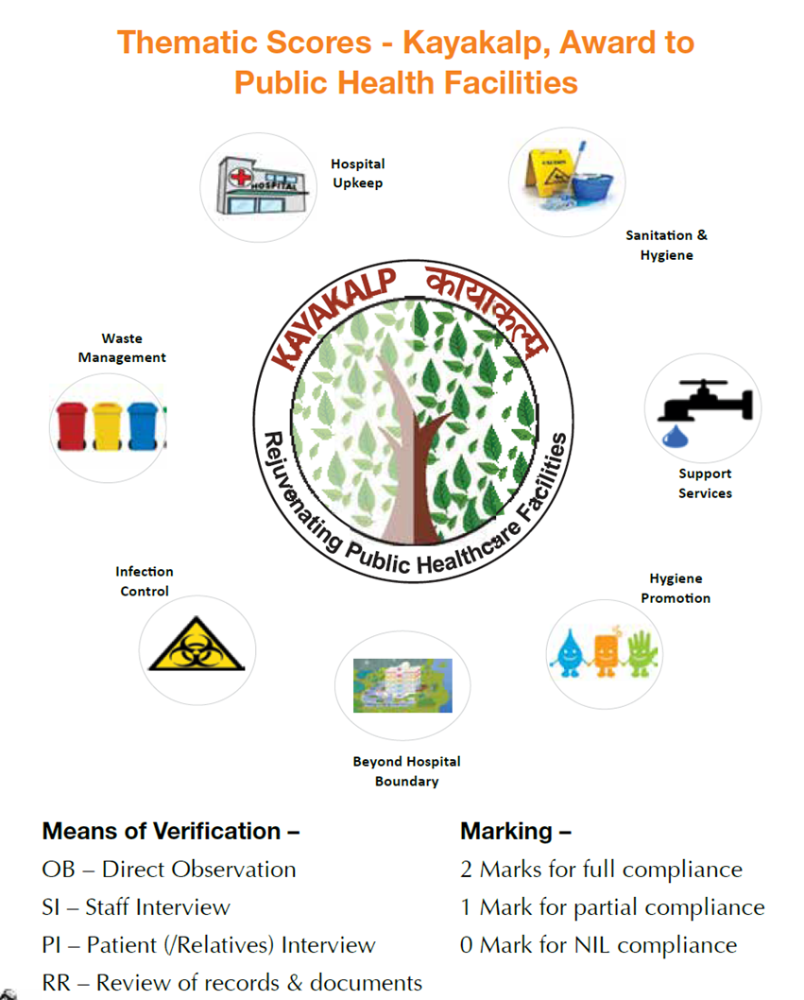 Thematic Scores - Kayakalp, Award to
Public Health Facilities
HOSPITAL
Hospital
Upkeep
CAUTION
Sanitation &
Hygiene
KAYAKALP कायाकल्प
Rejuvenating Public Healthcare Facilities
Waste
Management
Support
Services
Infection
Control
Hygiene
Promotion
Beyond Hospital
Boundary
Means of Verification –
OB – Direct Observation
SI – Staff Interview
PI – Patient (/Relatives) Interview
RR – Review of records & documents
Marking –
2 Marks for full compliance
1 Mark for partial compliance
0 Mark for NIL compliance